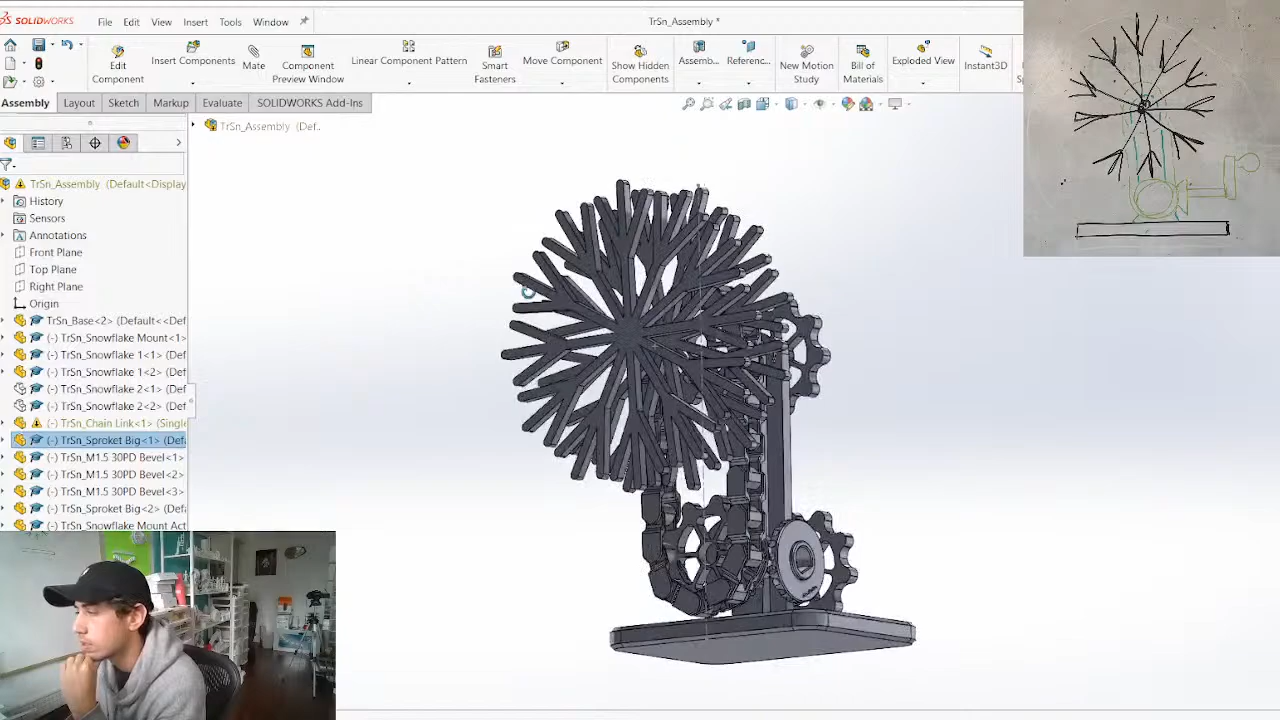 SOLIDWORKS
File Edit View Insert Tools Window
TrSn_Assembly *
Edit Component
Insert Components
Mate
Component Preview Window
Linear Component Pattern
Smart Fasteners
Move Component
Show Hidden Components
Assemb...
Referenc...
New Motion Study
Bill of Materials
Exploded View
Instant3D
Assembly Layout Sketch Markup Evaluate SOLIDWORKS Add-Ins
TrSn_Assembly (Def..
TrSn_Assembly (Default<Display
History
Sensors
Annotations
Front Plane
Top Plane
Right Plane
Origin
TrSn_Base<2> (Default<<Def
(-) TrSn_Snowflake Mount<1>
(-) TrSn_Snowflake 1<1> (Def
(-) TrSn_Snowflake 1<2> (Def
(-) TrSn_Snowflake 2<1> (Def
(-) TrSn_Snowflake 2<2> (Def
(-) TrSn_Chain Link<1> (Single
(-) TrSn_Sproket Big<1> (Def
(-) TrSn_M1.5 30PD Bevel<1>
(-) TrSn_M1.5 30PD Bevel<2>
(-) TrSn_M1.5 30PD Bevel<3>
(-) TrSn_Sproket Big<2> (Def
(-) TrSn_Snowflake Mount Act